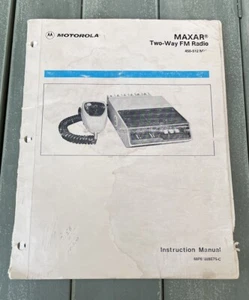 MOTOROLA
MAXAR®
Two-Way FM Radio
Instruction Manual